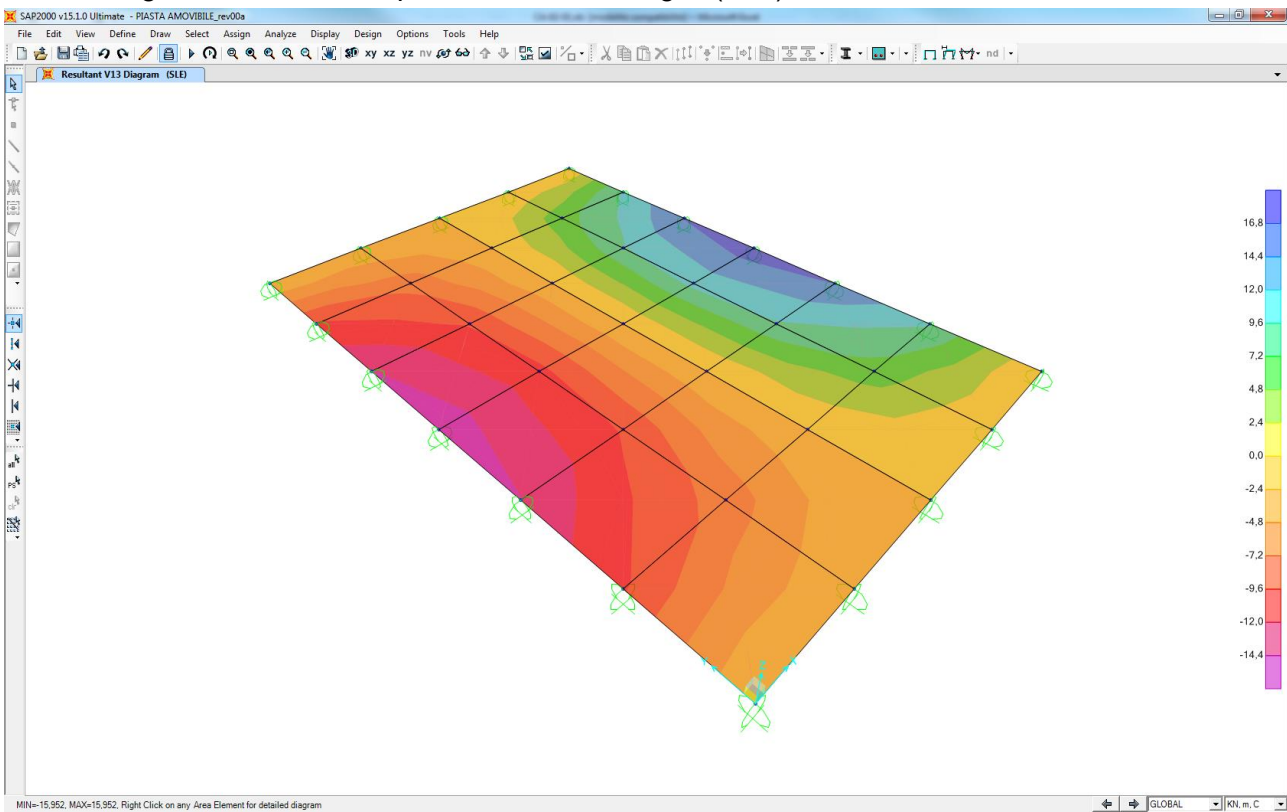 SAP2000 v15.1.0 Ultimate - PIASTA AMOVIBILE_rev00a
File Edit View Define Draw Select Assign Analyze Display Design Options Tools Help
xy xz yz nv nd
Resultant V13 Diagram (SLE)
16,8
14,4
12,0
9,6
7,2
4,8
2,4
0,0
-2,4
-4,8
-7,2
-9,6
-12,0
-14,4
all
PS
MIN=-15,952, MAX=15,952, Right Click on any Area Element for detailed diagram
GLOBAL
KN, m, C